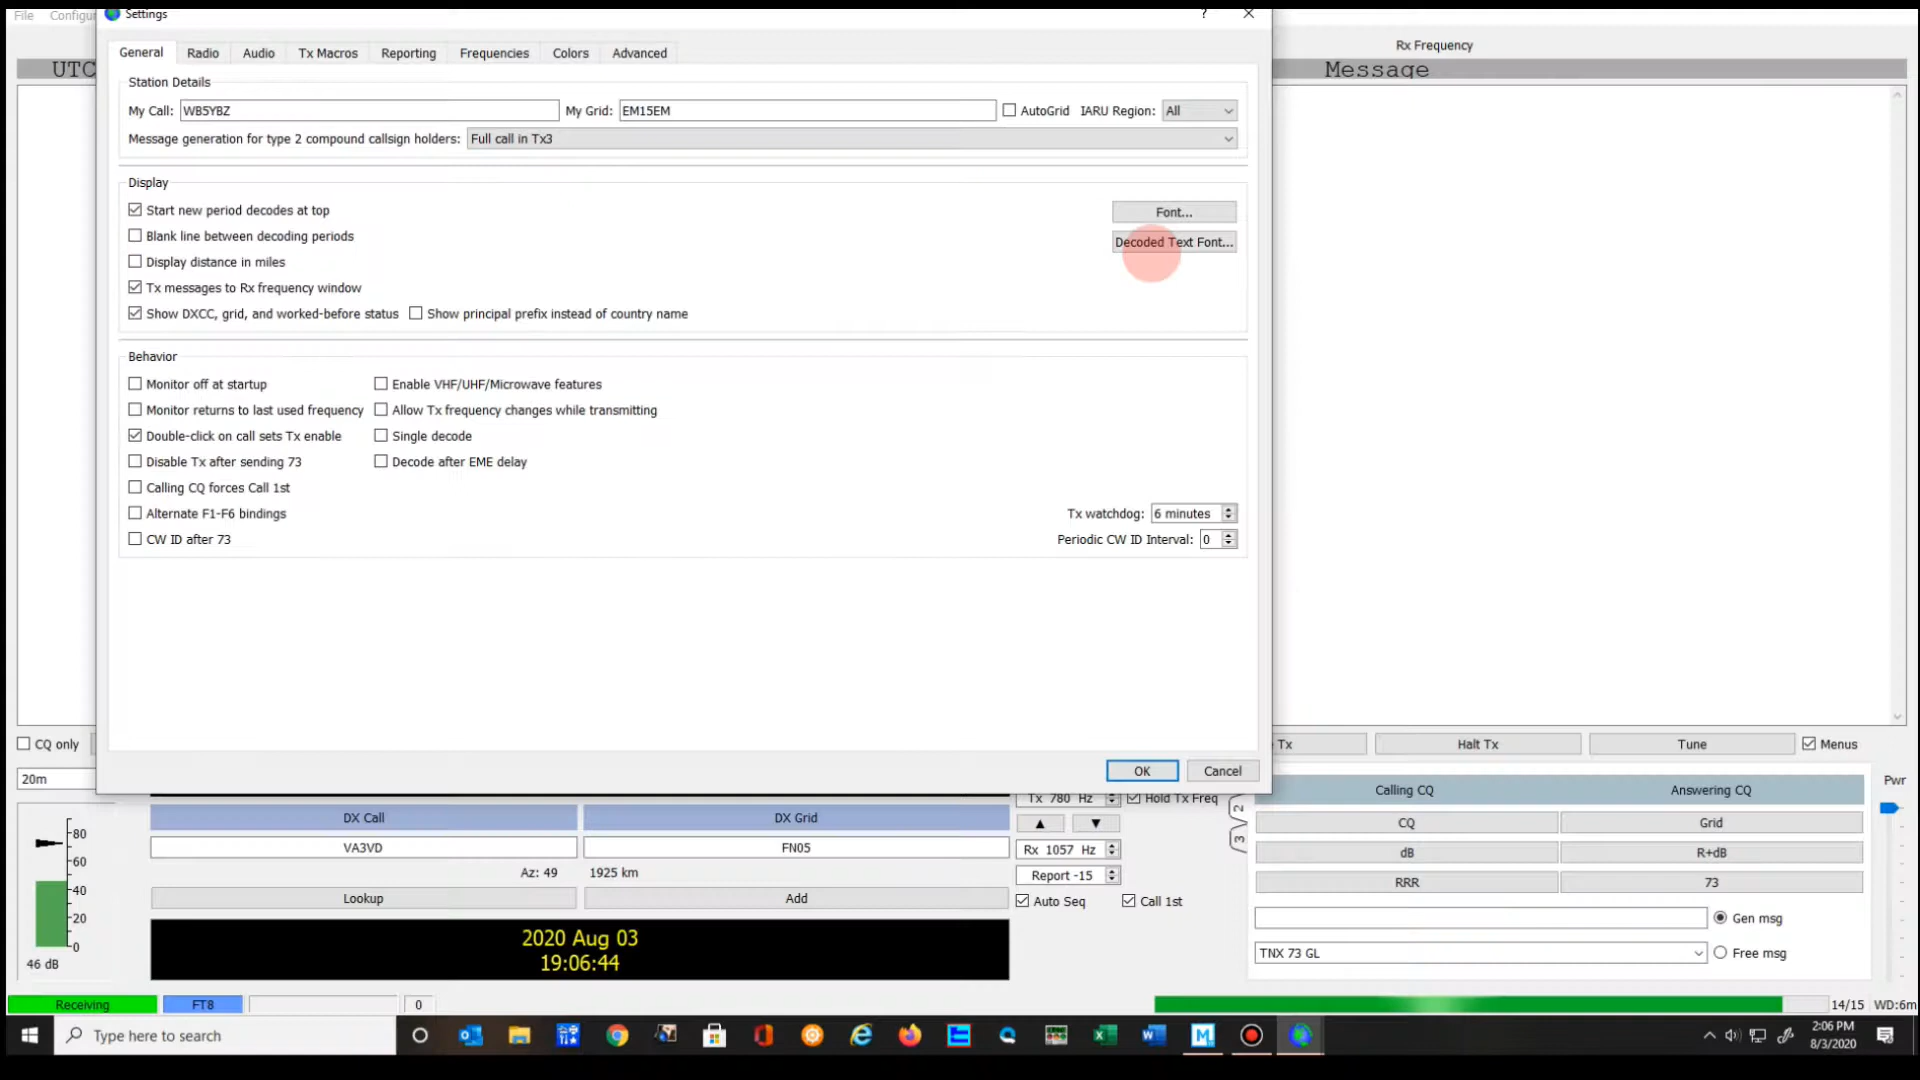 File Configur
Settings
?
General Radio Audio Tx Macros Reporting Frequencies Colors Advanced
Rx Frequency
UTC
Message
Station Details
My Call: WB5YBZ My Grid: EM15EM AutoGrid IARU Region: All
Message generation for type 2 compound callsign holders: Full call in Tx3
Display
Start new period decodes at top
Font...
Blank line between decoding periods
Decoded Text Font...
Display distance in miles
Tx messages to Rx frequency window
Show DXCC, grid, and worked-before status Show principal prefix instead of country name
Behavior
Monitor off at startup Enable VHF/UHF/Microwave features
Monitor returns to last used frequency Allow Tx frequency changes while transmitting
Double-click on call sets Tx enable Single decode
Disable Tx after sending 73 Decode after EME delay
Calling CQ forces Call 1st
Alternate F1-F6 bindings
Tx watchdog: 6 minutes
CW ID after 73
Periodic CW ID Interval: 0
CQ only
Tx Halt Tx Tune Menus
OK Cancel
20m
Pwr
Tx 780 Hz Hold Tx Freq
Calling CQ Answering CQ
2
3
DX Call DX Grid
CQ Grid
VA3VD FN05
Rx 1057 Hz
dB R+dB
Az: 49 1925 km
Report -15
RRR 73
Lookup Add
Auto Seq Call 1st
Gen msg
TNX 73 GL Free msg
80
60
40
20
0
46 dB
2020 Aug 03
19:06:44
Receiving FT8 0 14/15 WD:6m
Type here to search
2:06 PM
8/3/2020